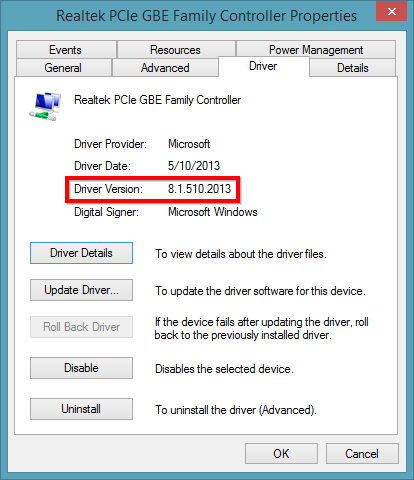 Realtek PCIe GBE Family Controller Properties
Events Resources Power Management
General Advanced Driver Details
Realtek PCIe GBE Family Controller
Driver Provider: Microsoft
Driver Date: 5/10/2013
Driver Version: 8.1.510.2013
Digital Signer: Microsoft Windows
Driver Details To view details about the driver files.
Update Driver... To update the driver software for this device.
Roll Back Driver If the device fails after updating the driver, roll
back to the previously installed driver.
Disable Disables the selected device.
Uninstall To uninstall the driver (Advanced).
OK Cancel